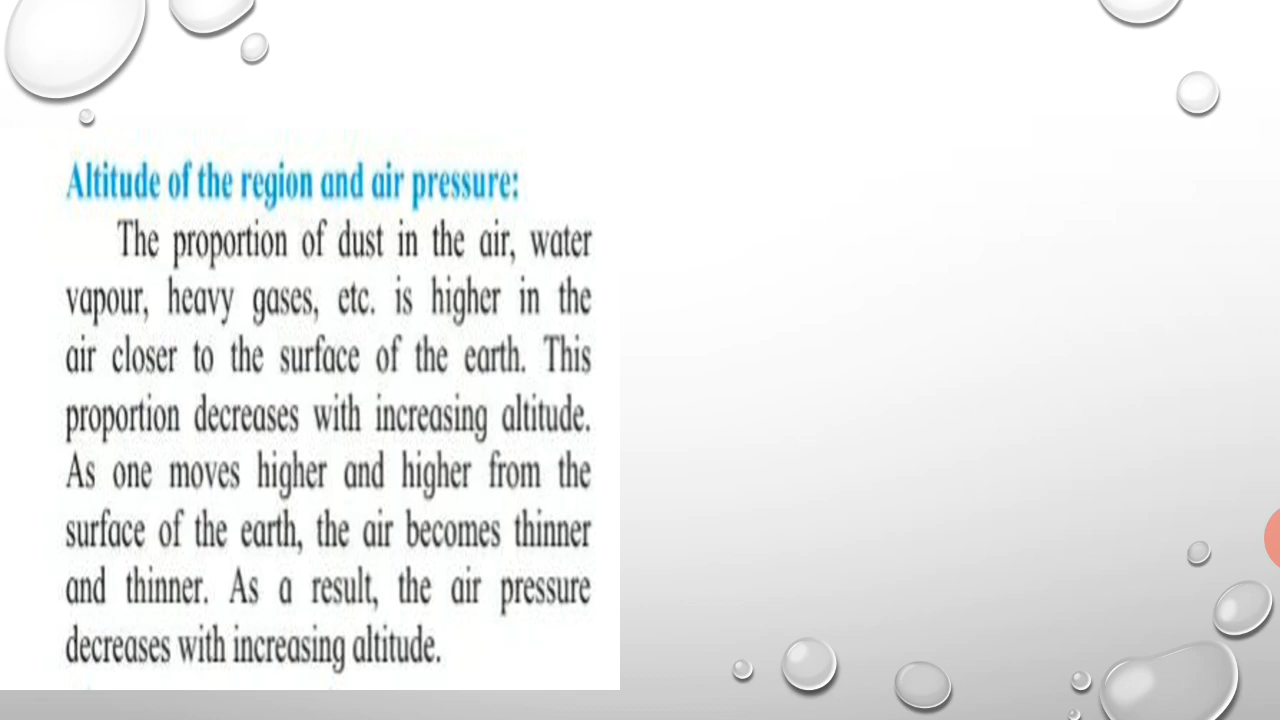 Altitude of the region and air pressure:
The proportion of dust in the air, water
vapour, heavy gases, etc. is higher in the
air closer to the surface of the earth. This
proportion decreases with increasing altitude.
As one moves higher and higher from the
surface of the earth, the air becomes thinner
and thinner. As a result, the air pressure
decreases with increasing altitude.